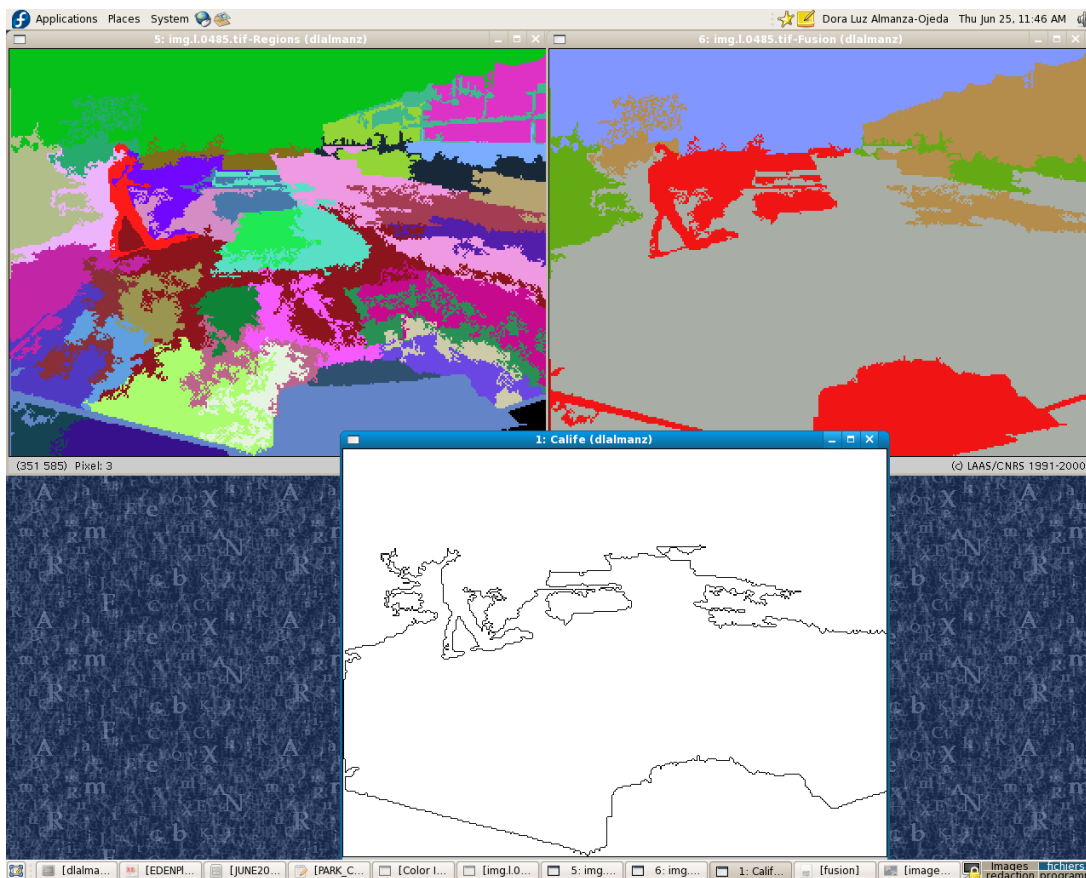 Applications Places System
Dora Luz Almanza-Ojeda Thu Jun 25, 11:46 AM
5: img.l.0485.tif-Regions (dlalmanz)
6: img.l.0485.tif-Fusion (dlalmanz)
1: Calife (dlalmanz)
(351 585) Pixel: 3
(c) LAAS/CNRS 1991-2000
[dlalma... [EDENPl... [JUNE20... [PARK_C... [Color I... [img.l.0... 5: img.... 6: img.... 1: Calif... [fusion] [image... Images fichiers
redaction program